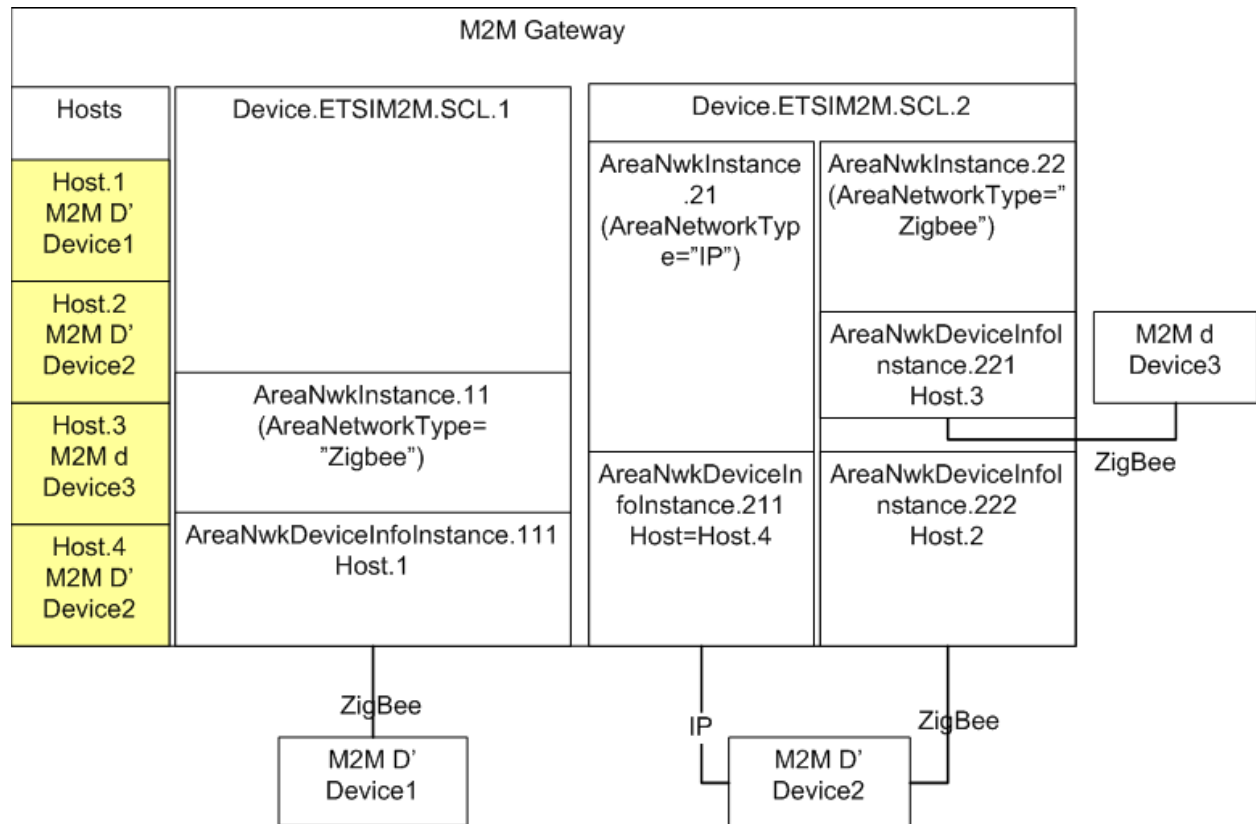 M2M Gateway
Hosts
Host.1
M2M D’
Device1
Host.2
M2M D’
Device2
Host.3
M2M d
Device3
Host.4
M2M D’
Device2
Device.ETSIM2M.SCL.1
AreaNwkInstance.11
(AreaNetworkType=
”Zigbee”)
AreaNwkDeviceInfoInstance.111
Host.1
Device.ETSIM2M.SCL.2
AreaNwkInstance
.21
(AreaNetworkTyp
e=”IP”)
AreaNwkDeviceIn
foInstance.211
Host=Host.4
AreaNwkInstance.22
(AreaNetworkType=”
Zigbee”)
AreaNwkDeviceInfoI
nstance.221
Host.3
AreaNwkDeviceInfoI
nstance.222
Host.2
M2M d
Device3
ZigBee
ZigBee
IP
ZigBee
M2M D’
Device1
M2M D’
Device2